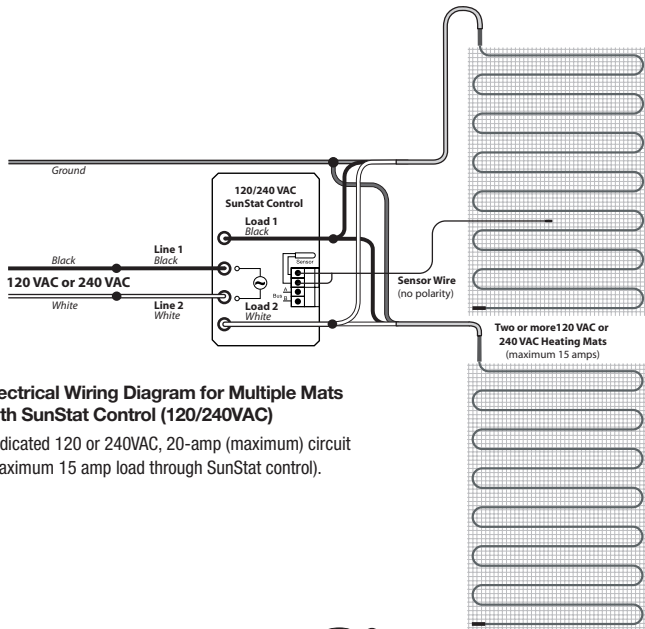 Ground
120/240 VAC
SunStat Control
Load 1
Black
Line 1
Black
Black
120 VAC or 240 VAC
White
Line 2
White
Sensor
A
Bus
B
Load 2
White
Sensor Wire
(no polarity)
Two or more120 VAC or
240 VAC Heating Mats
(maximum 15 amps)
ectrical Wiring Diagram for Multiple Mats
th SunStat Control (120/240VAC)
dicated 120 or 240VAC, 20-amp (maximum) circuit
aximum 15 amp load through SunStat control).